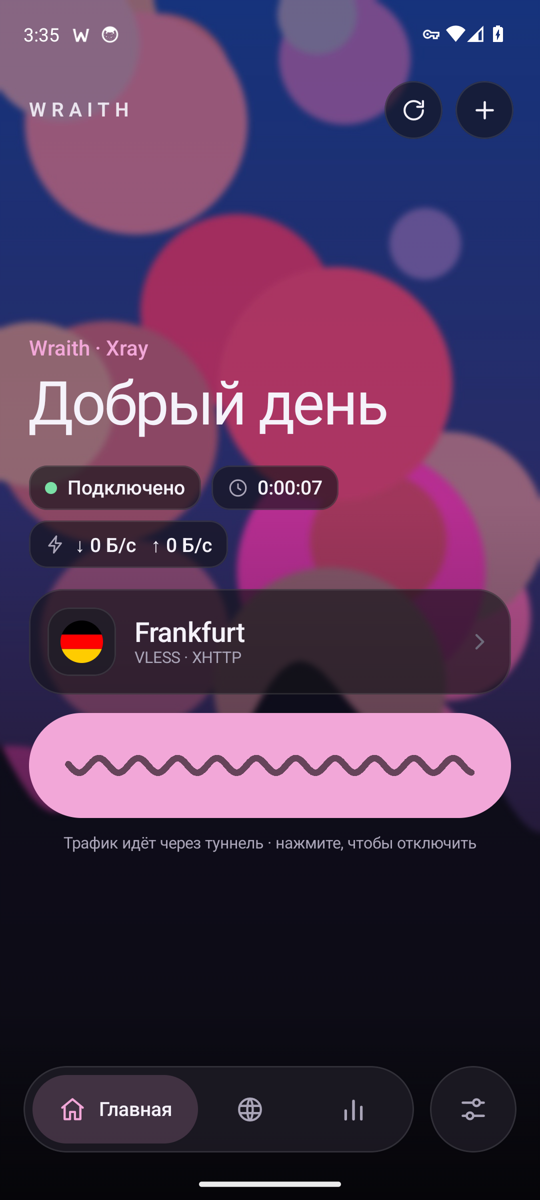 3:35 W
WRAITH
Wraith · Xray
Добрый день
Подключено 0:00:07
↓ 0 Б/с ↑ 0 Б/с
Frankfurt
VLESS · XHTTP
Трафик идёт через туннель · нажмите, чтобы отключить
Главная